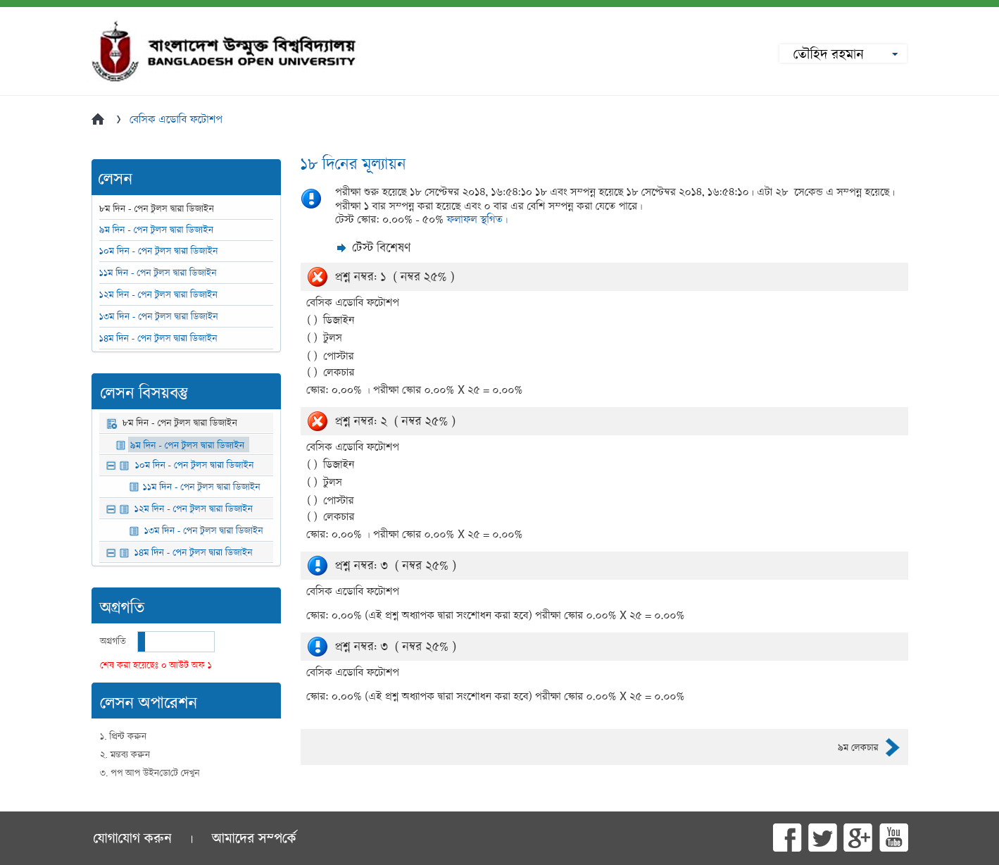 বাংলাদেশ উন্মুক্ত বিশ্ববিদ্যালয়
BANGLADESH OPEN UNIVERSITY
তৌহিদ রহমান
বেসিক এডোবি ফটোশপ
লেসন
৮ম দিন - পেন টুলস দ্বারা ডিজাইন
৯ম দিন - পেন টুলস দ্বারা ডিজাইন
১০ম দিন - পেন টুলস দ্বারা ডিজাইন
১১ম দিন - পেন টুলস দ্বারা ডিজাইন
১২ম দিন - পেন টুলস দ্বারা ডিজাইন
১৩ম দিন - পেন টুলস দ্বারা ডিজাইন
১৪ম দিন - পেন টুলস দ্বারা ডিজাইন
লেসন বিসয়বস্তু
৮ম দিন - পেন টুলস দ্বারা ডিজাইন
৯ম দিন - পেন টুলস দ্বারা ডিজাইন
১০ম দিন - পেন টুলস দ্বারা ডিজাইন
১১ম দিন - পেন টুলস দ্বারা ডিজাইন
১২ম দিন - পেন টুলস দ্বারা ডিজাইন
১৩ম দিন - পেন টুলস দ্বারা ডিজাইন
১৪ম দিন - পেন টুলস দ্বারা ডিজাইন
অগ্রগতি
অগ্রগতি
শেষ করা হয়েছেঃ ০ আউট অফ ১
লেসন অপারেশন
১. প্রিন্ট করুন
২. মন্তব্য করুন
৩. পপ আপ উইনডোটে দেখুন
১৮ দিনের মূল্যায়ন
পরীক্ষা শুরু হয়েছে ১৮ সেপ্টেম্বর ২০১৪, ১৬:৫৪:১০ ১৮ এবং সম্পন্ন হয়েছে ১৮ সেপ্টেম্বর ২০১৪, ১৬:৫৪:১০। এটা ২৮ সেকেন্ড এ সম্পন্ন হয়েছে।
পরীক্ষা ১ বার সম্পন্ন করা হয়েছে এবং ০ বার এর বেশি সম্পন্ন করা যেতে পারে।
টেস্ট স্কোর: ০.০০% - ৫০% ফলাফল স্থগিত।
টেস্ট বিশেষণ
প্রশ্ন নম্বর: ১ ( নম্বর ২৫% )
বেসিক এডোবি ফটোশপ
( ) ডিজাইন
( ) টুলস
( ) পোস্টার
( ) লেকচার
স্কোর: ০.০০% । পরীক্ষা স্কোর ০.০০% X ২৫ = ০.০০%
প্রশ্ন নম্বর: ২ ( নম্বর ২৫% )
বেসিক এডোবি ফটোশপ
( ) ডিজাইন
( ) টুলস
( ) পোস্টার
( ) লেকচার
স্কোর: ০.০০% । পরীক্ষা স্কোর ০.০০% X ২৫ = ০.০০%
প্রশ্ন নম্বর: ৩ ( নম্বর ২৫% )
বেসিক এডোবি ফটোশপ
স্কোর: ০.০০% (এই প্রশ্ন অধ্যাপক দ্বারা সংশোধন করা হবে) পরীক্ষা স্কোর ০.০০% X ২৫ = ০.০০%
প্রশ্ন নম্বর: ৩ ( নম্বর ২৫% )
বেসিক এডোবি ফটোশপ
স্কোর: ০.০০% (এই প্রশ্ন অধ্যাপক দ্বারা সংশোধন করা হবে) পরীক্ষা স্কোর ০.০০% X ২৫ = ০.০০%
৯ম লেকচার
যোগাযোগ করুন । আমাদের সম্পর্কে
You Tube